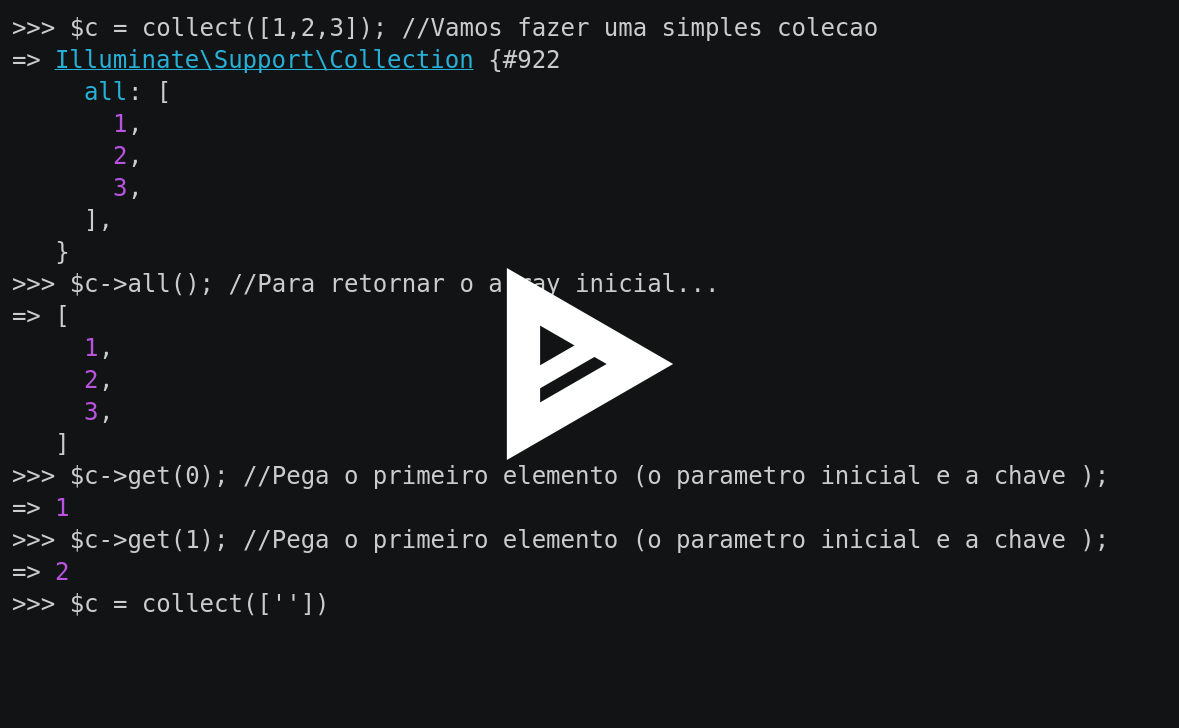 >>> $c = collect([1,2,3]); //Vamos fazer uma simples colecao
=> Illuminate\Support\Collection {#922
     all: [
       1,
       2,
       3,
     ],
   }
>>> $c->all(); //Para retornar o array inicial...
=> [
     1,
     2,
     3,
   ]
>>> $c->get(0); //Pega o primeiro elemento (o parametro inicial e a chave );
=> 1
>>> $c->get(1); //Pega o primeiro elemento (o parametro inicial e a chave );
=> 2
>>> $c = collect([''])